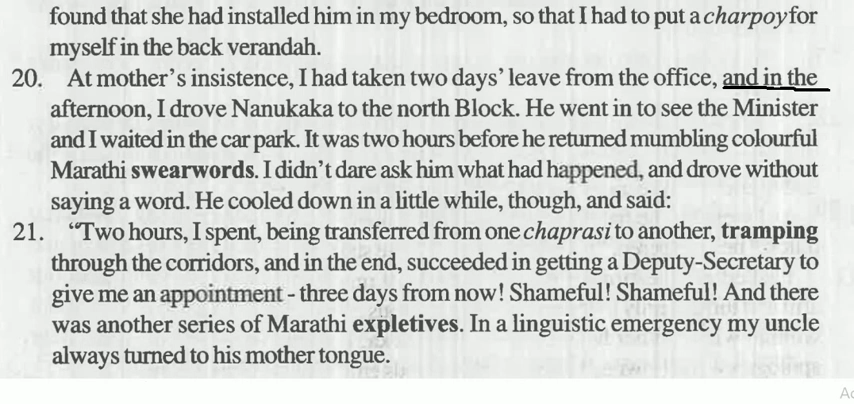 found that she had installed him in my bedroom, so that I had to put a charpoy for
myself in the back verandah.
20. At mother's insistence, I had taken two days' leave from the office, and in the
afternoon, I drove Nanukaka to the north Block. He went in to see the Minister
and I waited in the car park. It was two hours before he returned mumbling colourful
Marathi swearwords. I didn't dare ask him what had happened, and drove without
saying a word. He cooled down in a little while, though, and said:
21. “Two hours, I spent, being transferred from one chaprasi to another, tramping
through the corridors, and in the end, succeeded in getting a Deputy-Secretary to
give me an appointment - three days from now! Shameful! Shameful! And there
was another series of Marathi expletives. In a linguistic emergency my uncle
always turned to his mother tongue.